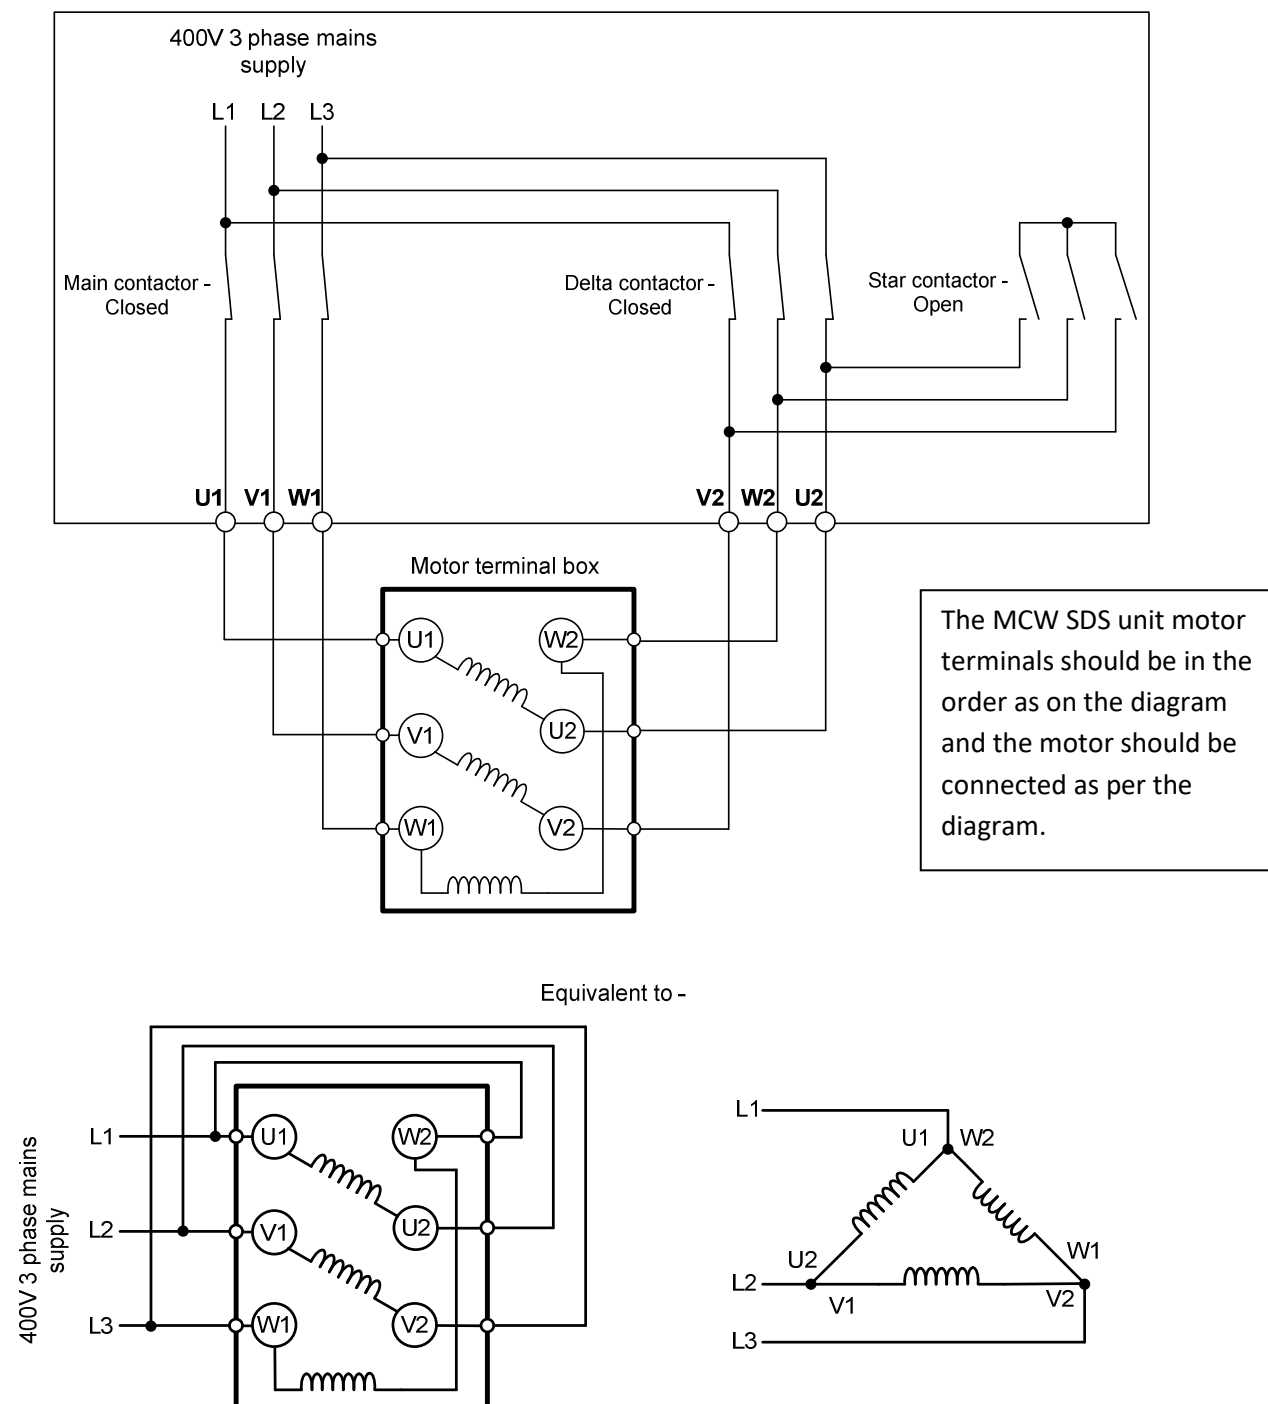 400V 3 phase mains
supply
L1 L2 L3
Main contactor -
Closed
Delta contactor -
Closed
Star contactor -
Open
U1 V1 W1
V2 W2 U2
Motor terminal box
U1 W2
V1 U2
W1 V2
The MCW SDS unit motor
terminals should be in the
order as on the diagram
and the motor should be
connected as per the
diagram.
Equivalent to -
400V 3 phase mains
supply
L1 U1 W2
L2 V1 U2
L3 W1 V2
L1
U1 W2
U2 W1
L2
V1 V2
L3